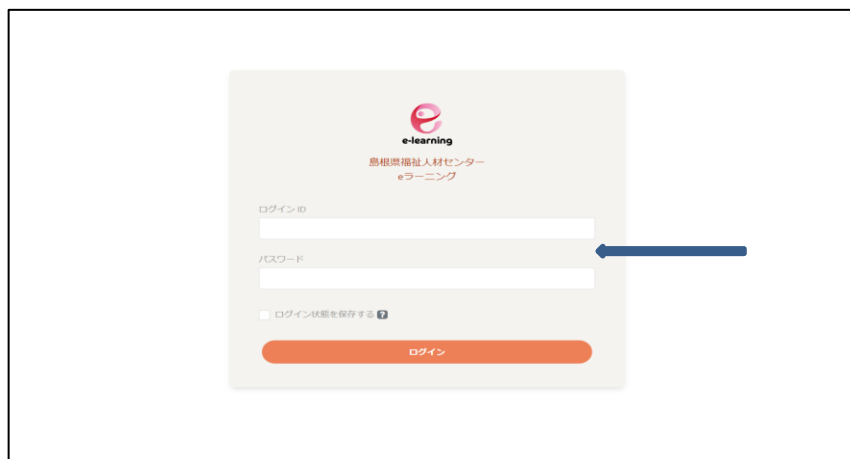 e-learning
島根県福祉人材センター
eラーニング
ログイン ID
パスワード
ログイン状態を保存する ?
ログイン